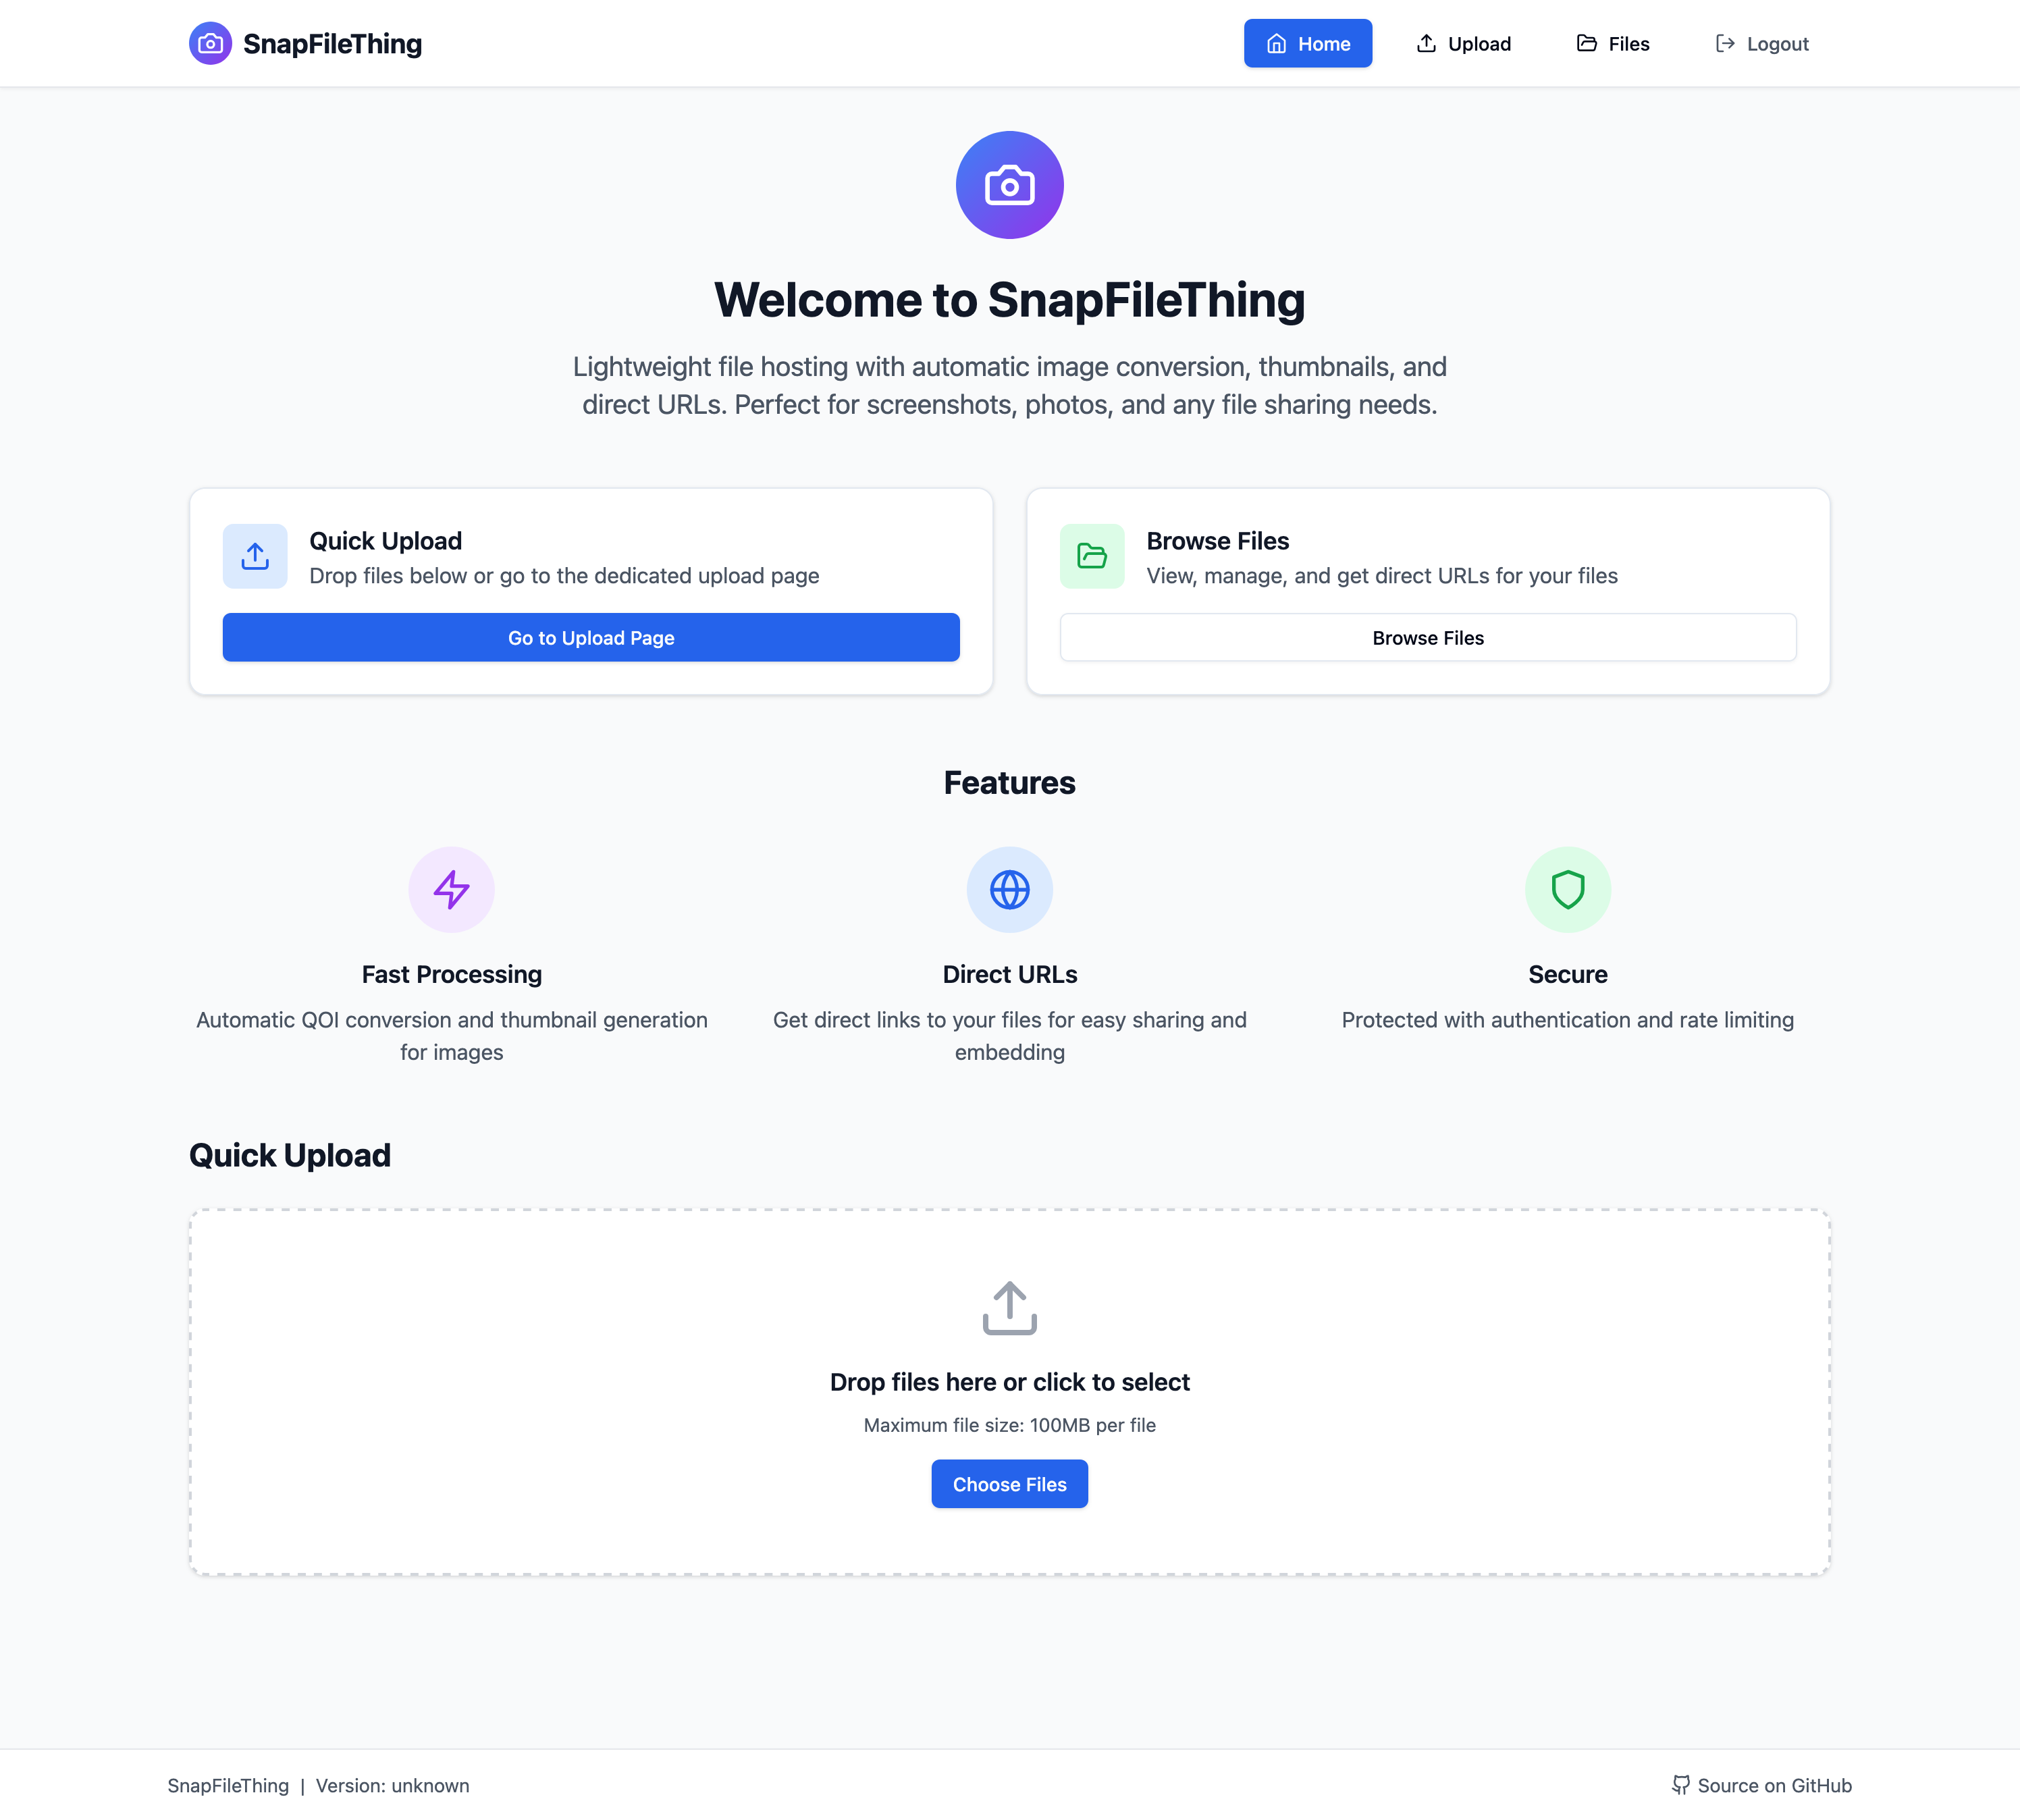 SnapFileThing
Home
Upload
Files
Logout
Welcome to SnapFileThing
Lightweight file hosting with automatic image conversion, thumbnails, and
direct URLs. Perfect for screenshots, photos, and any file sharing needs.
Quick Upload
Drop files below or go to the dedicated upload page
Go to Upload Page
Browse Files
View, manage, and get direct URLs for your files
Browse Files
Features
Fast Processing
Automatic QOI conversion and thumbnail generation
for images
Direct URLs
Get direct links to your files for easy sharing and
embedding
Secure
Protected with authentication and rate limiting
Quick Upload
Drop files here or click to select
Maximum file size: 100MB per file
Choose Files
SnapFileThing | Version: unknown
Source on GitHub